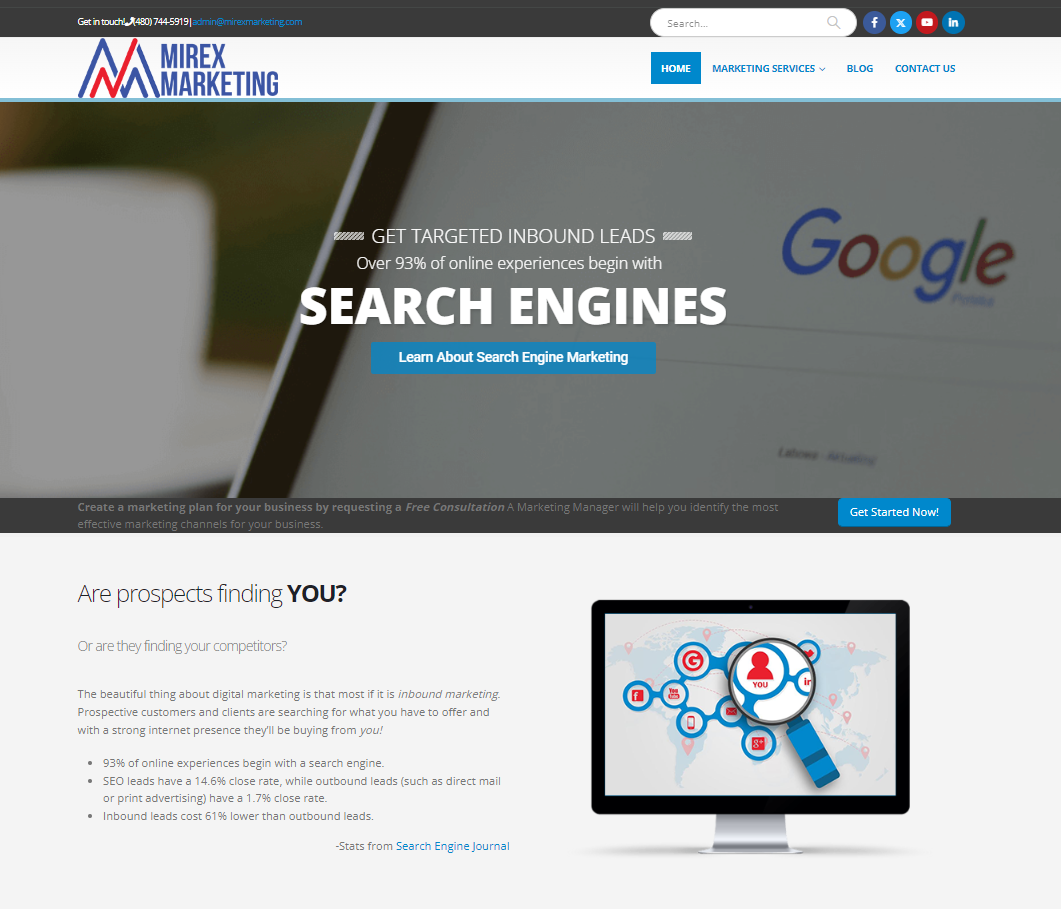 Get in touch! (480) 744-5919 | admin@mirexmarketing.com
Search...
MIREX
MARKETING
HOME
MARKETING SERVICES
BLOG
CONTACT US
GET TARGETED INBOUND LEADS
Over 93% of online experiences begin with
SEARCH ENGINES
Learn About Search Engine Marketing
Google
Polska
Create a marketing plan for your business by requesting a Free Consultation A Marketing Manager will help you identify the most
effective marketing channels for your business.
Get Started Now!
Are prospects finding YOU?
Or are they finding your competitors?
The beautiful thing about digital marketing is that most if it is inbound marketing.
Prospective customers and clients are searching for what you have to offer and
with a strong internet presence they'll be buying from you!
93% of online experiences begin with a search engine.
SEO leads have a 14.6% close rate, while outbound leads (such as direct mail
or print advertising) have a 1.7% close rate.
Inbound leads cost 61% lower than outbound leads.
-Stats from Search Engine Journal
YOU
in
You
Tube